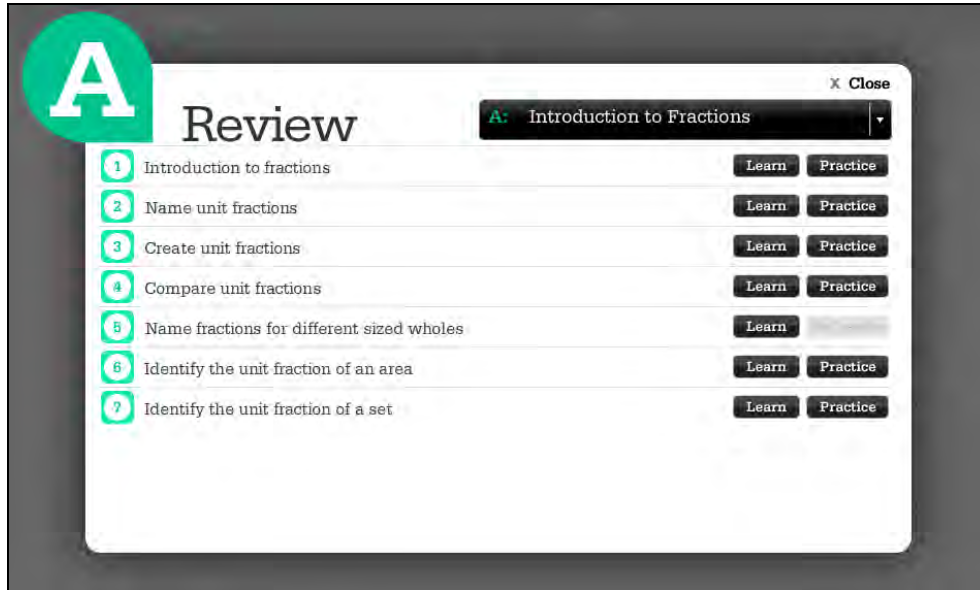 A
X Close
Review
A: Introduction to Fractions
1 Introduction to fractions Learn Practice
2 Name unit fractions Learn Practice
3 Create unit fractions Learn Practice
4 Compare unit fractions Learn Practice
5 Name fractions for different sized wholes Learn
6 Identify the unit fraction of an area Learn Practice
7 Identify the unit fraction of a set Learn Practice